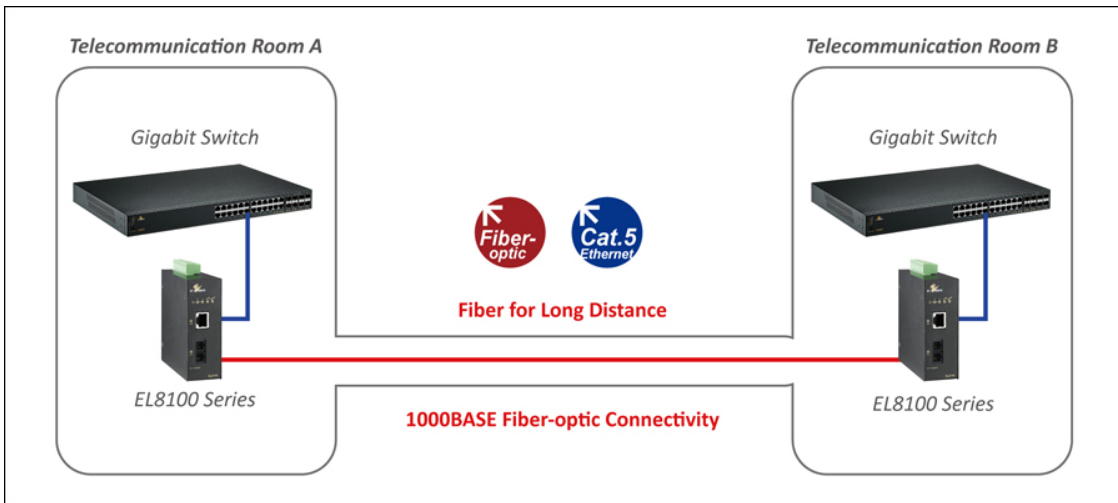 Telecommunication Room A
Telecommunication Room B
Gigabit Switch
Gigabit Switch
Fiber-
optic
Cat.5
Ethernet
Fiber for Long Distance
EL8100 Series
EL8100 Series
1000BASE Fiber-optic Connectivity